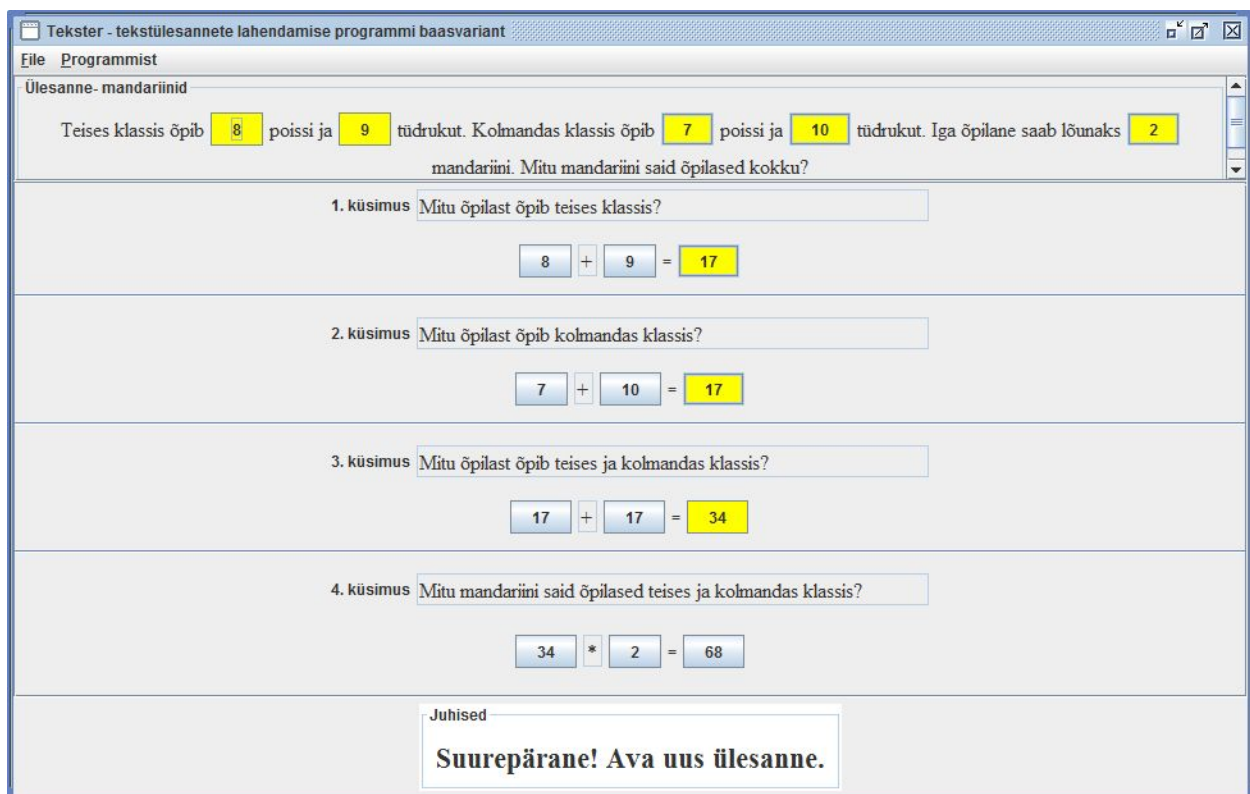 Tekster - tekstülesannete lahendamise programmi baasvariant
File Programmist
Ülesanne- mandariinid
Teises klassis õpib 8 poissi ja 9 tüdrukut. Kolmandas klassis õpib 7 poissi ja 10 tüdrukut. Iga õpilane saab lõunaks 2
mandariini. Mitu mandariini said õpilased kokku?
1. küsimus Mitu õpilast õpib teises klassis?
8 + 9 = 17
2. küsimus Mitu õpilast õpib kolmandas klassis?
7 + 10 = 17
3. küsimus Mitu õpilast õpib teises ja kolmandas klassis?
17 + 17 = 34
4. küsimus Mitu mandariini said õpilased teises ja kolmandas klassis?
34 * 2 = 68
Juhised
Suurepärane! Ava uus ülesanne.